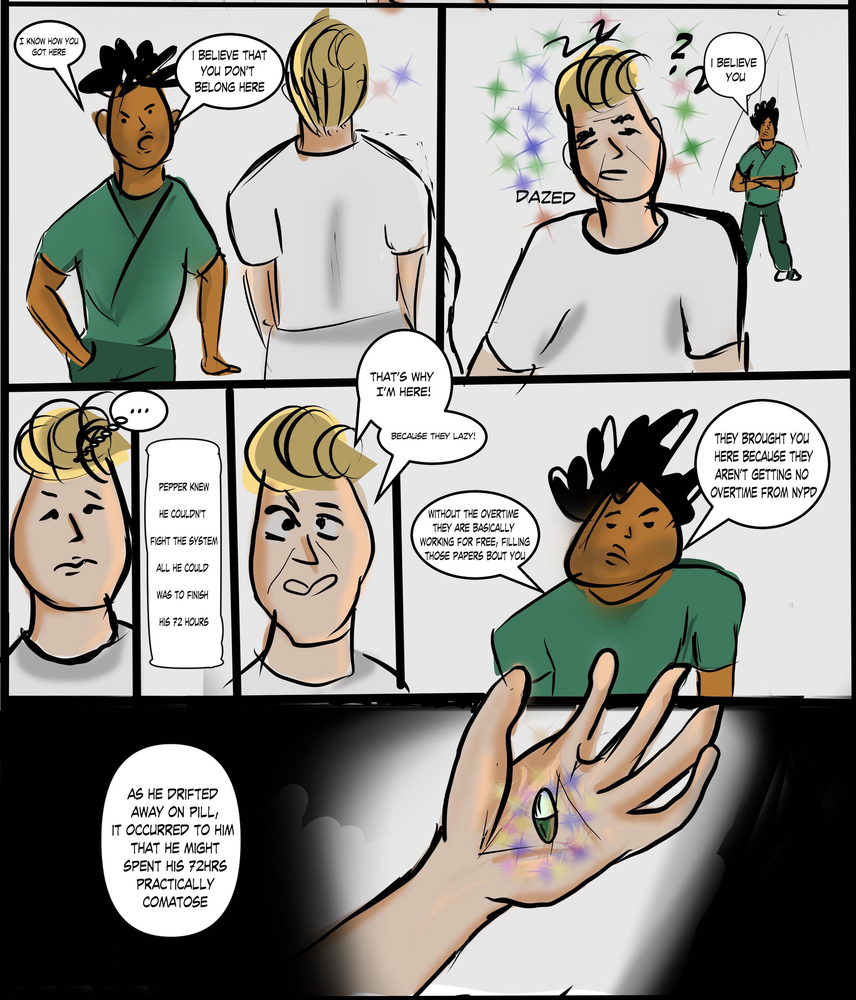 I KNOW HOW YOU
GOT HERE
I BELIEVE THAT
YOU DON'T
BELONG HERE
I BELIEVE
YOU
DAZED
...
PEPPER KNEW
HE COULDN'T
FIGHT THE SYSTEM
ALL HE COULD
WAS TO FINISH
HIS 72 HOURS
THAT'S WHY
I'M HERE!
BECAUSE THEY LAZY!
THEY BROUGHT YOU
HERE BECAUSE THEY
AREN'T GETTING NO
OVERTIME FROM NYPD
WITHOUT THE OVERTIME
THEY ARE BASICALLY
WORKING FOR FREE, FILLING
THOSE PAPERS BOUT YOU
AS HE DRIFTED
AWAY ON PILL,
IT OCCURRED TO HIM
THAT HE MIGHT
SPENT HIS 72HRS
PRACTICALLY
COMATOSE